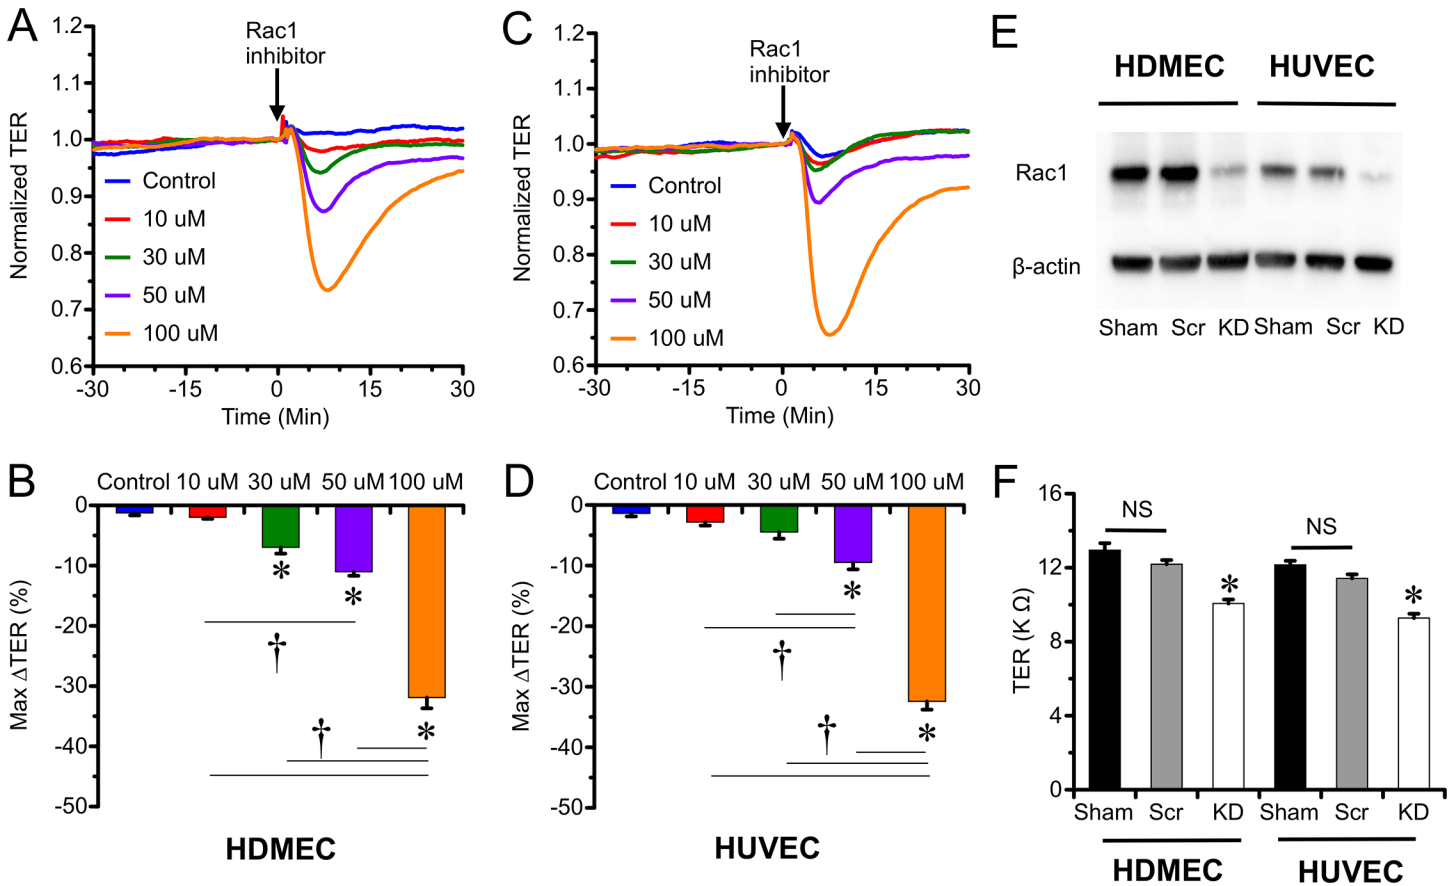 A
1.2
1.1
1.0
0.9
0.8
0.7
0.6
Normalized TER
Rac1
inhibitor
Control
10 uM
30 uM
50 uM
100 uM
-30
-15
0
15
30
Time (Min)
C
1.2
1.1
1.0
0.9
0.8
0.7
0.6
Normalized TER
Rac1
inhibitor
Control
10 uM
30 uM
50 uM
100 uM
-30
-15
0
15
30
Time (Min)
E
HDMEC
HUVEC
Rac1
β-actin
Sham Scr KD Sham Scr KD
B
Control 10 uM 30 uM 50 uM 100 uM
0
-10
-20
-30
-40
-50
Max ΔTER (%)
* * *
†
†
HDMEC
D
Control 10 uM 30 uM 50 uM 100 uM
0
-10
-20
-30
-40
-50
Max ΔTER (%)
* *
†
†
HUVEC
F
16
12
8
4
0
TER (K Ω)
NS
*
NS
*
Sham Scr KD Sham Scr KD
HDMEC
HUVEC